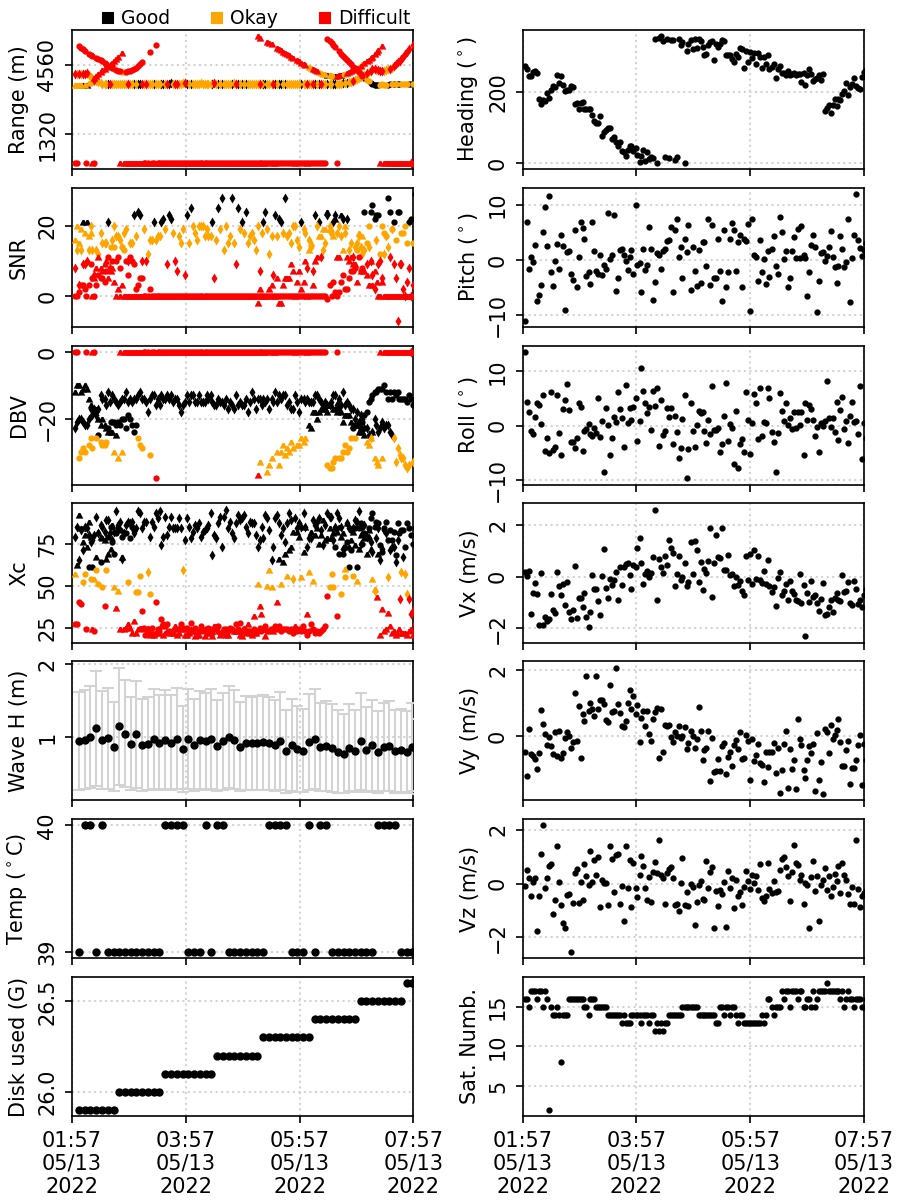 Good Okay Difficult
Range (m)
4560
1320
Heading (°)
200
0
SNR
20
0
Pitch (°)
10
0
−10
DBV
0
−20
Roll (°)
10
0
−10
Xc
75
50
25
Vx (m/s)
2
0
−2
Wave H (m)
2
1
Vy (m/s)
2
0
Temp (°C)
40
39
Vz (m/s)
2
0
−2
Disk used (G)
26.5
26.0
Sat. Numb.
15
10
5
01:57 03:57 05:57 07:57 01:57 03:57 05:57 07:57
05/13 05/13 05/13 05/13 05/13 05/13 05/13 05/13
2022 2022 2022 2022 2022 2022 2022 2022